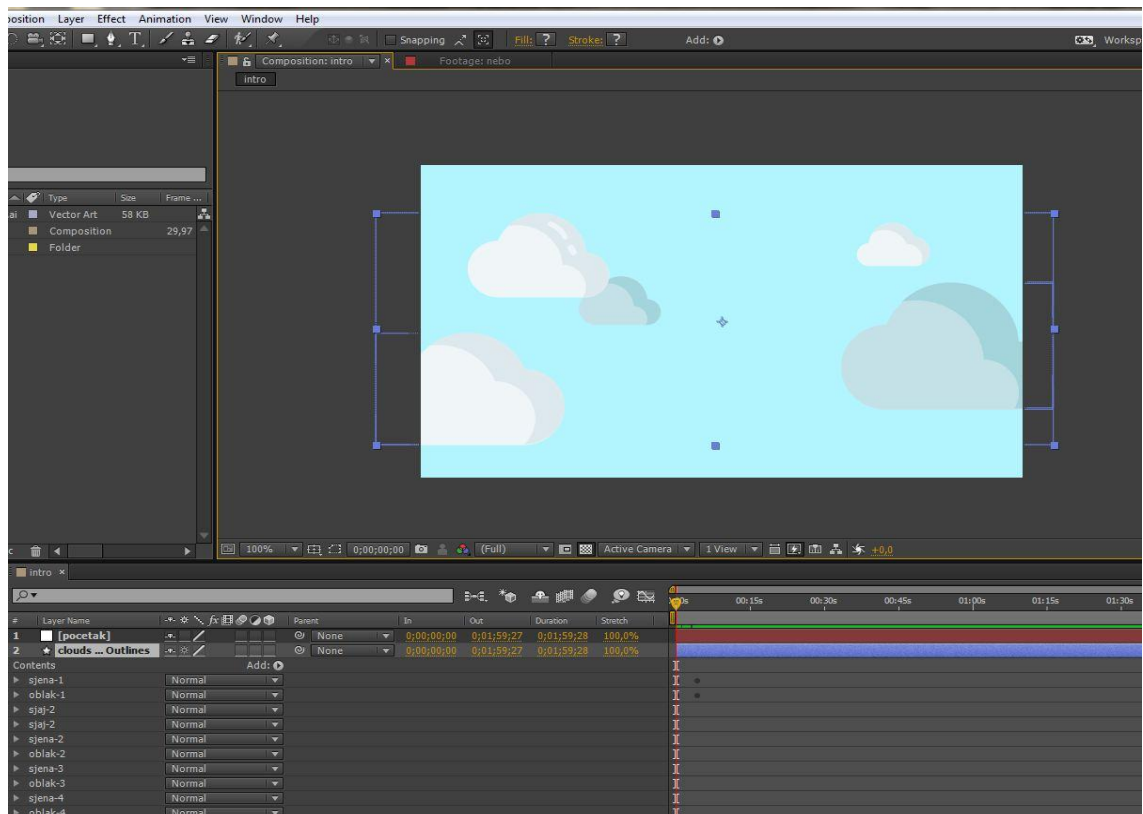 osition Layer Effect Animation View Window Help
T Snapping Fill: ? Stroke: ? Add: Worksp
Composition: intro Footage: nebo
intro
Type Size Frame ...
.ai Vector Art 58 KB
Composition 29,97
Folder
100% 0;00;00;00 (Full) Active Camera 1 View +0,0
intro
00s 00:15s 00:30s 00:45s 01:00s 01:15s 01:30s
# Layer Name fx Parent In Out Duration Stretch
1 [pocetak] None 0;00;00;00 0;01;59;27 0;01;59;28 100,0%
2 clouds ... Outlines None 0;00;00;00 0;01;59;27 0;01;59;28 100,0%
Contents Add:
sjena-1 Normal
oblak-1 Normal
sjaj-2 Normal
sjaj-2 Normal
sjena-2 Normal
oblak-2 Normal
sjena-3 Normal
oblak-3 Normal
sjena-4 Normal
oblak-4 Normal